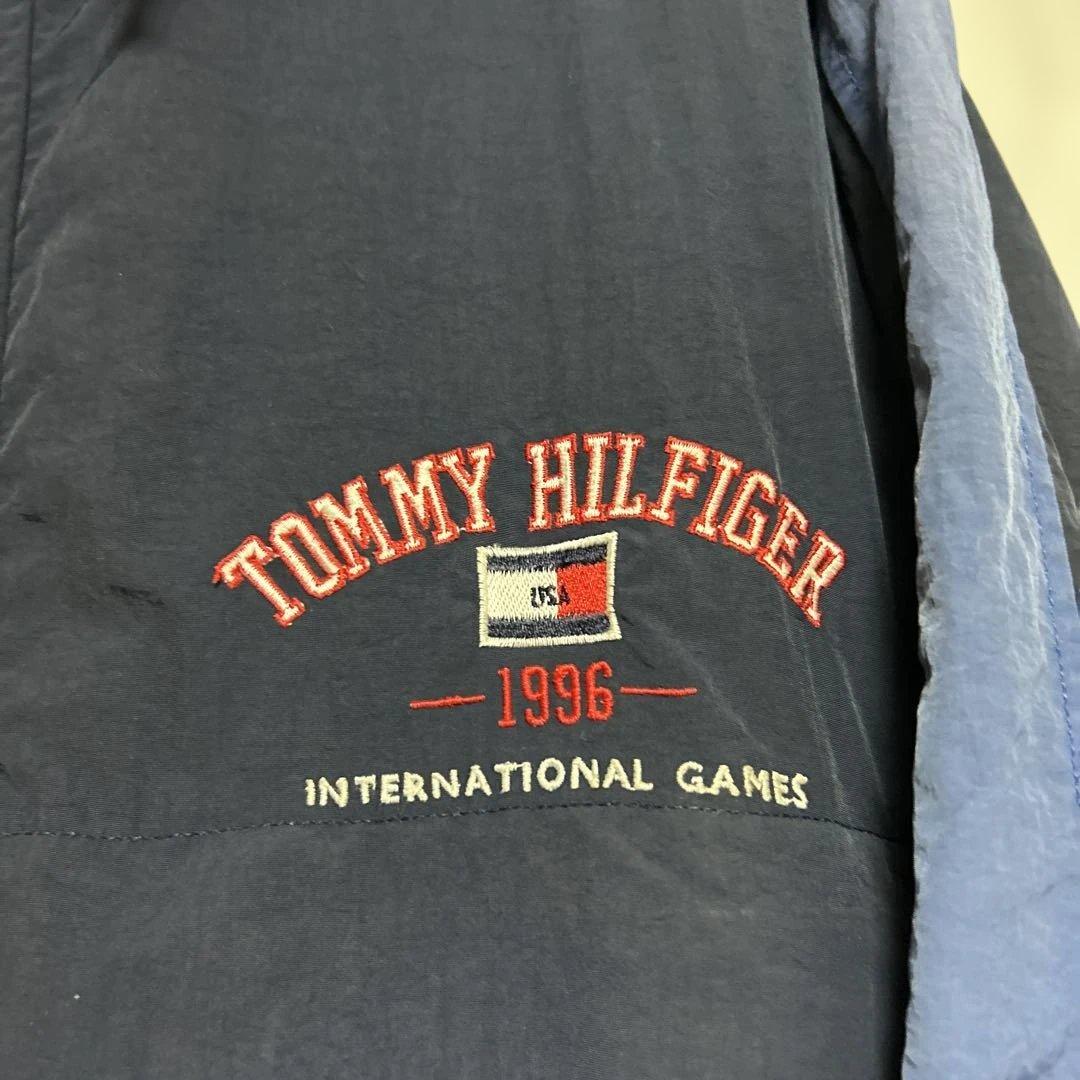 TOMMY HILFIGER
USA
1996
INTERNATIONAL GAMES